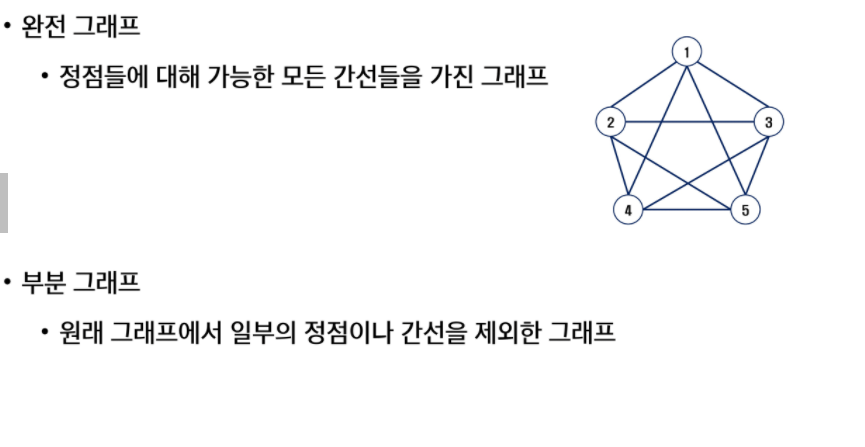 • 완전 그래프
• 정점들에 대해 가능한 모든 간선들을 가진 그래프
1
2
3
4
5
• 부분 그래프
• 원래 그래프에서 일부의 정점이나 간선을 제외한 그래프